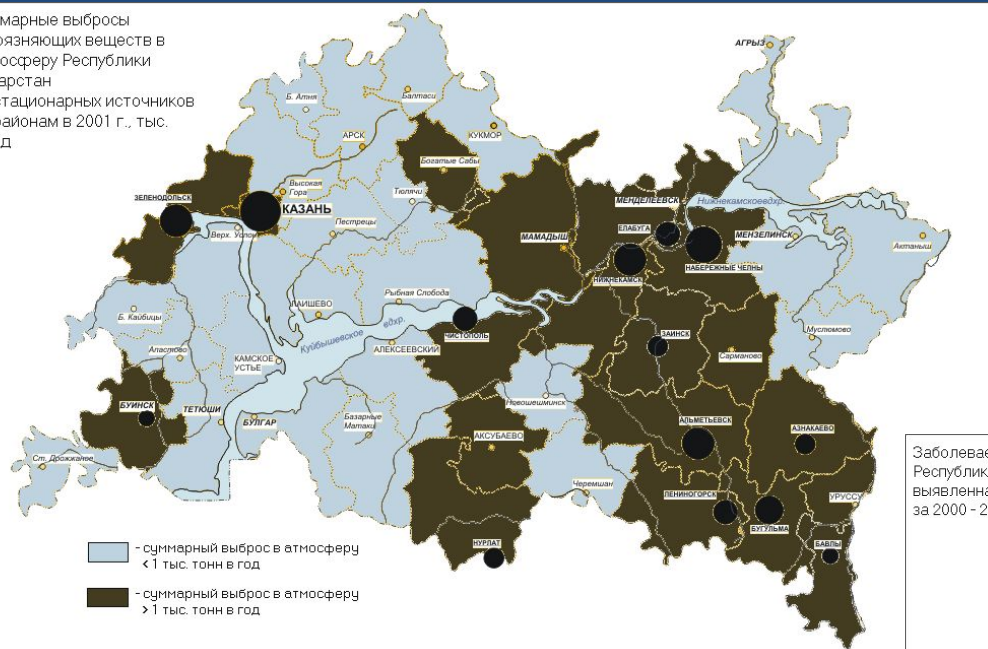 марные выбросы
рязняющих веществ в
осферу Республики
арстан
стационарных источников
районам в 2001 г., тыс.
д
АГРЫЗ
Б. Атня
Балтаси
АРСК
КУКМОР
Богатые Сабы
Высокая
Гора
Тюлячи
ЗЕЛЕНОДОЛЬСК
КАЗАНЬ
МЕНДЕЛЕЕВСК
Нижнекамскоевдхр.
Верх. Услон
Пестрецы
ЕЛАБУГА
МАМАДЫШ
МЕНЗЕЛИНСК
Актаныш
НАБЕРЕЖНЫЕ ЧЕЛНЫ
НИЖНЕКАМСК
Рыбная Слобода
ЛАИШЕВО
Б. Кайбицы
Куйбышевское вдхр.
ЧИСТОПОЛЬ
ЗАИНСК
Муслюмово
Апастово
КАМСКОЕ
УСТЬЕ
АЛЕКСЕЕВСКИЙ
Сарманово
Новошешминск
БУИНСК
ТЕТЮШИ
БУЛГАР
Базарные
Матаки
АЛЬМЕТЬЕВСК
АКСУБАЕВО
АЗНАКАЕВО
Ст. Дрожжаное
Черемшан
ЛЕНИНОГОРСК
УРУССУ
БУГУЛЬМА
НУРЛАТ
БАВЛЫ
- суммарный выброс в атмосферу
< 1 тыс. тонн в год
- суммарный выброс в атмосферу
> 1 тыс. тонн в год
Заболевае
Республик
выявленна
за 2000 - 2